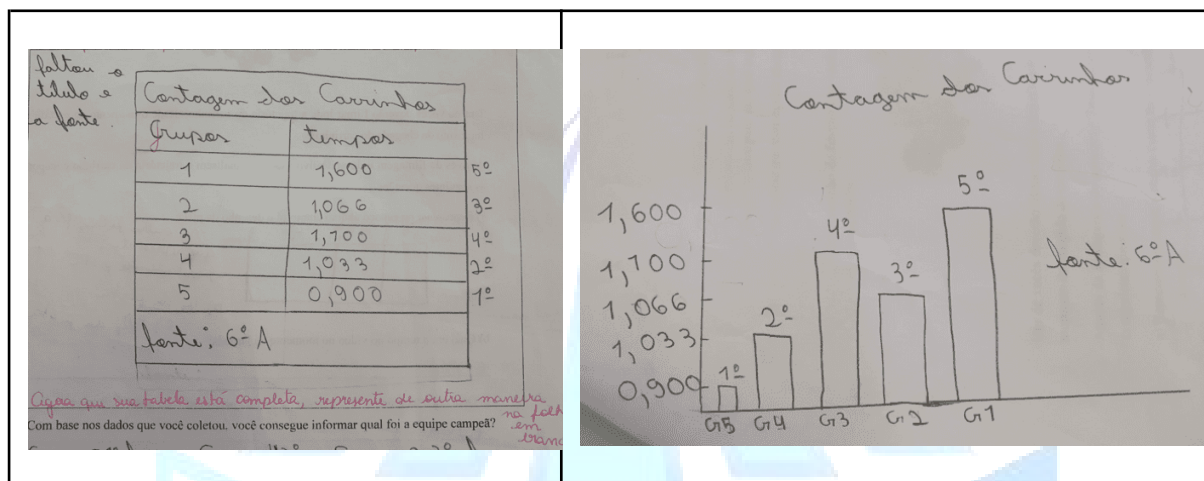 faltou o
título e
a fonte.
Contagem dos Carrinhos
Grupos tempos
1 1,600 5º
2 1,066 3º
3 1,100 4º
4 1,033 2º
5 0,900 1º
fonte: 6º A
Agora que sua tabela está completa, represente de outra maneira
na folh
em
branc
Com base nos dados que você coletou, você consegue informar qual foi a equipe campeã?
Contagem dos Carrinhos
1,600
1,100
1,066
1,033
0,900
1º 2º 4º 3º 5º
G5 G4 G3 G2 G1
fonte: 6º A